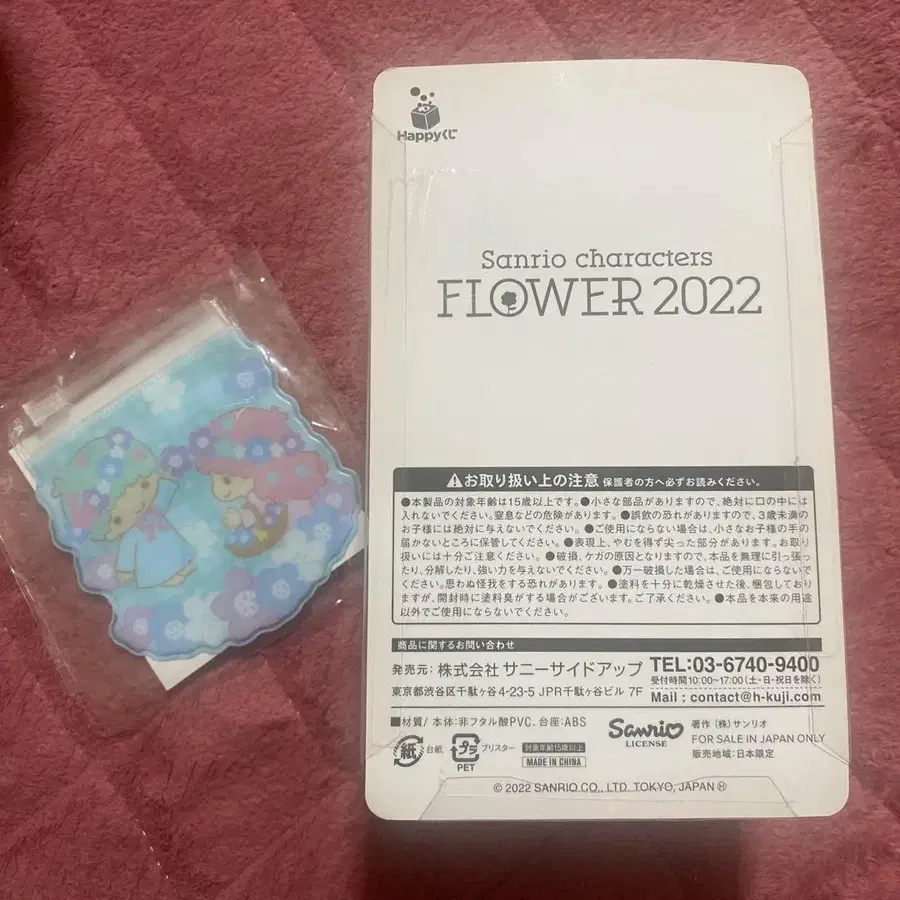 Happyくじ
Sanrio characters
FLOWER 2022
⚠お取り扱い上の注意 保護者の方へ必ずお読みください。
●本製品の対象年齢は15歳以上です。●小さな部品がありますので、絶対に口の中には
入れないでください。窒息などの危険があります。●誤飲の恐れがありますので、3歳未満の
お子様には絶対に与えないでください。●ご使用にならない場合は、小さなお子様の手の
届かないところに保管してください。●表現上、やむを得ず尖った部分があります。お取り
扱いには十分ご注意ください。●破損、ケガの原因となりますので、本品を無理に引っ張っ
たり、分解したり、強い力を与えないでください。●万一破損した場合は、ご使用にならないで
ください。思わぬ怪我をする恐れがあります。●塗料を十分に乾燥させた後、梱包しており
ますが、開封時に塗料臭がする場合がございます。ご了承ください。●本品を本来の用途
以外でご使用にならないでください。
商品に関するお問い合わせ
発売元: 株式会社 サニーサイドアップ TEL:03-6740-9400
受付時間10:00~17:00(土・日・祝日を除く)
東京都渋谷区千駄ヶ谷4-23-5 JPR千駄ヶ谷ビル 7F Mail : contact@h-kuji.com
■材質/本体:非フタル酸PVC、台座:ABS
紙 台紙
プラ ブリスター
PET
対象年齢15歳以上
MADE IN CHINA
Sanrio
LICENSE
著作 (株) サンリオ
FOR SALE IN JAPAN ONLY
販売地域: 日本限定
© 2022 SANRIO CO., LTD. TOKYO, JAPAN Ⓗ